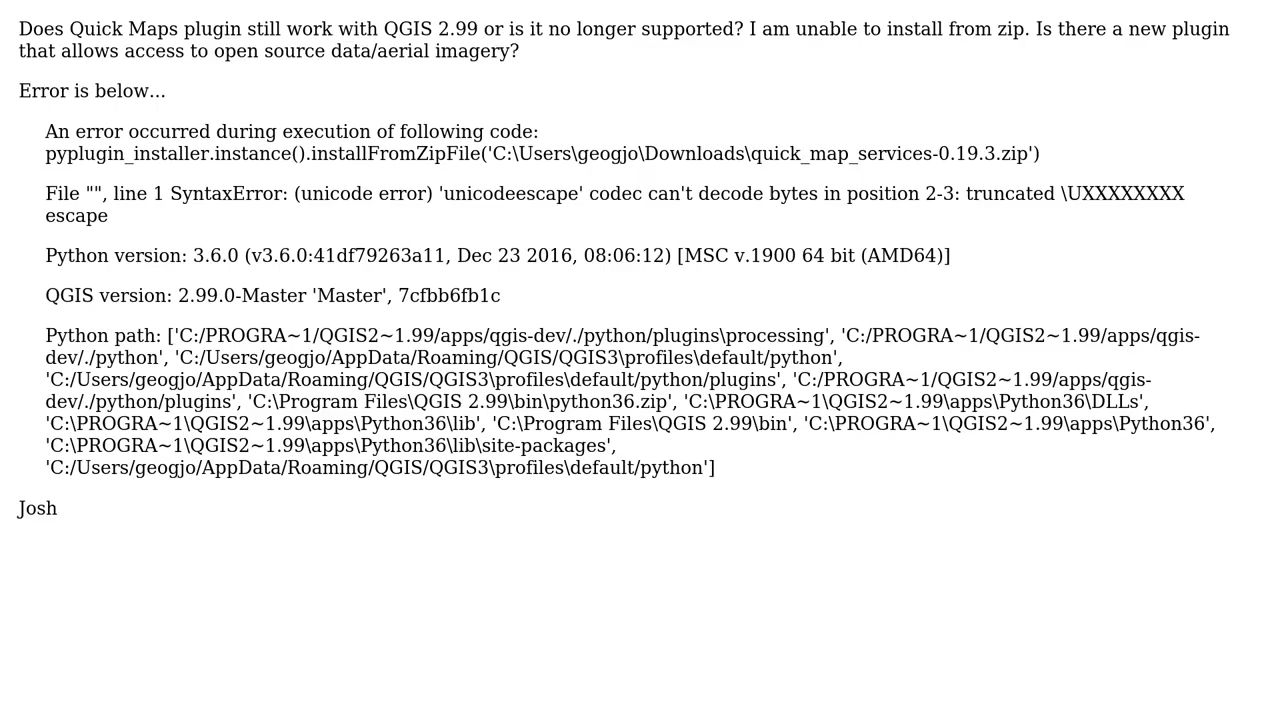 Does Quick Maps plugin still work with QGIS 2.99 or is it no longer supported? I am unable to install from zip. Is there a new plugin
that allows access to open source data/aerial imagery?
Error is below...
An error occurred during execution of following code:
pyplugin_installer.instance().installFromZipFile('C:\Users\geogjo\Downloads\quick_map_services-0.19.3.zip')
File "", line 1 SyntaxError: (unicode error) 'unicodeescape' codec can't decode bytes in position 2-3: truncated \UXXXXXXXX
escape
Python version: 3.6.0 (v3.6.0:41df79263a11, Dec 23 2016, 08:06:12) [MSC v.1900 64 bit (AMD64)]
QGIS version: 2.99.0-Master 'Master', 7cfbb6fb1c
Python path: ['C:/PROGRA~1/QGIS2~1.99/apps/qgis-dev/./python/plugins\processing', 'C:/PROGRA~1/QGIS2~1.99/apps/qgis-
dev/./python', 'C:/Users/geogjo/AppData/Roaming/QGIS/QGIS3\profiles\default/python',
'C:/Users/geogjo/AppData/Roaming/QGIS/QGIS3\profiles\default/python/plugins', 'C:/PROGRA~1/QGIS2~1.99/apps/qgis-
dev/./python/plugins', 'C:\Program Files\QGIS 2.99\bin\python36.zip', 'C:\PROGRA~1\QGIS2~1.99\apps\Python36\DLLs',
'C:\PROGRA~1\QGIS2~1.99\apps\Python36\lib', 'C:\Program Files\QGIS 2.99\bin', 'C:\PROGRA~1\QGIS2~1.99\apps\Python36',
'C:\PROGRA~1\QGIS2~1.99\apps\Python36\lib\site-packages',
'C:/Users/geogjo/AppData/Roaming/QGIS/QGIS3\profiles\default/python']
Josh